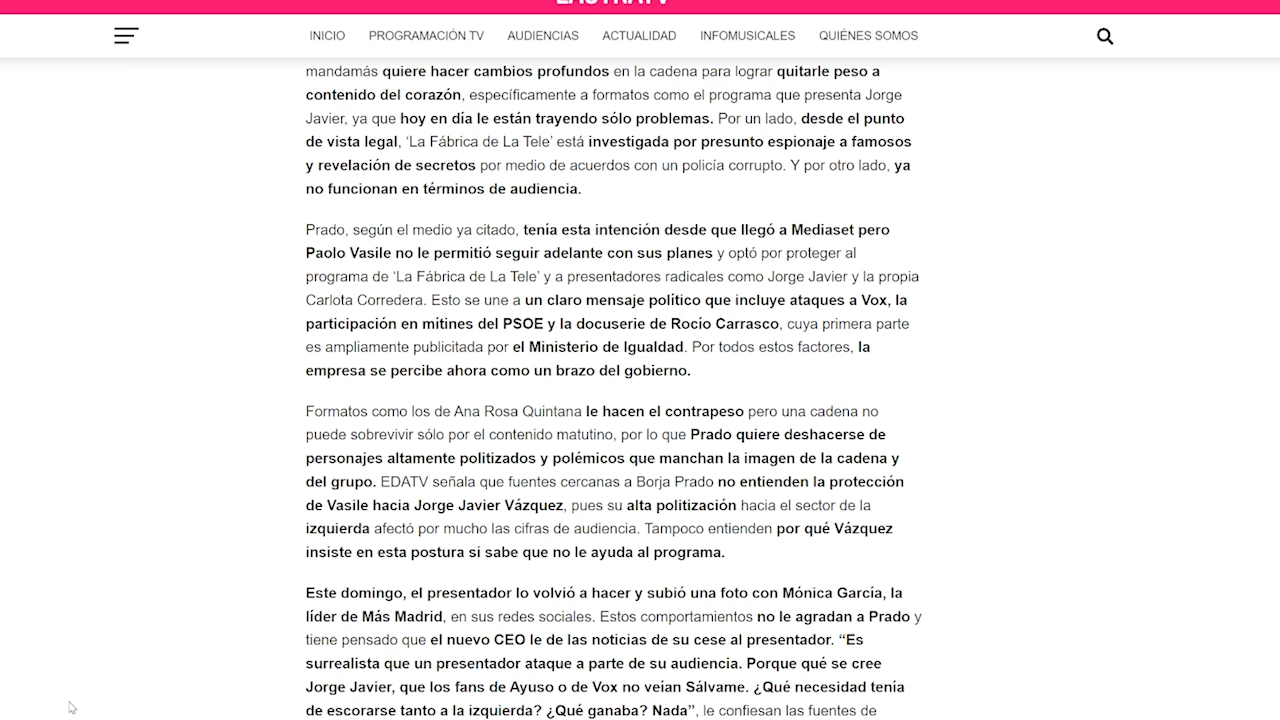 INICIO PROGRAMACIÓN TV AUDIENCIAS ACTUALIDAD INFOMUSICALES QUIÉNES SOMOS
mandamás quiere hacer cambios profundos en la cadena para lograr quitarle peso a
contenido del corazón, específicamente a formatos como el programa que presenta Jorge
Javier, ya que hoy en día le están trayendo sólo problemas. Por un lado, desde el punto
de vista legal, ‘La Fábrica de La Tele’ está investigada por presunto espionaje a famosos
y revelación de secretos por medio de acuerdos con un policía corrupto. Y por otro lado, ya
no funcionan en términos de audiencia.
Prado, según el medio ya citado, tenía esta intención desde que llegó a Mediaset pero
Paolo Vasile no le permitió seguir adelante con sus planes y optó por proteger al
programa de ‘La Fábrica de La Tele’ y a presentadores radicales como Jorge Javier y la propia
Carlota Corredera. Esto se une a un claro mensaje político que incluye ataques a Vox, la
participación en mítines del PSOE y la docuserie de Rocío Carrasco, cuya primera parte
es ampliamente publicitada por el Ministerio de Igualdad. Por todos estos factores, la
empresa se percibe ahora como un brazo del gobierno.
Formatos como los de Ana Rosa Quintana le hacen el contrapeso pero una cadena no
puede sobrevivir sólo por el contenido matutino, por lo que Prado quiere deshacerse de
personajes altamente politizados y polémicos que manchan la imagen de la cadena y
del grupo. EDATV señala que fuentes cercanas a Borja Prado no entienden la protección
de Vasile hacia Jorge Javier Vázquez, pues su alta politización hacia el sector de la
izquierda afectó por mucho las cifras de audiencia. Tampoco entienden por qué Vázquez
insiste en esta postura si sabe que no le ayuda al programa.
Este domingo, el presentador lo volvió a hacer y subió una foto con Mónica García, la
líder de Más Madrid, en sus redes sociales. Estos comportamientos no le agradan a Prado y
tiene pensado que el nuevo CEO le de las noticias de su cese al presentador. “Es
surrealista que un presentador ataque a parte de su audiencia. Porque qué se cree
Jorge Javier, que los fans de Ayuso o de Vox no veían Sálvame. ¿Qué necesidad tenía
de escorarse tanto a la izquierda? ¿Qué ganaba? Nada”, le confiesan las fuentes de